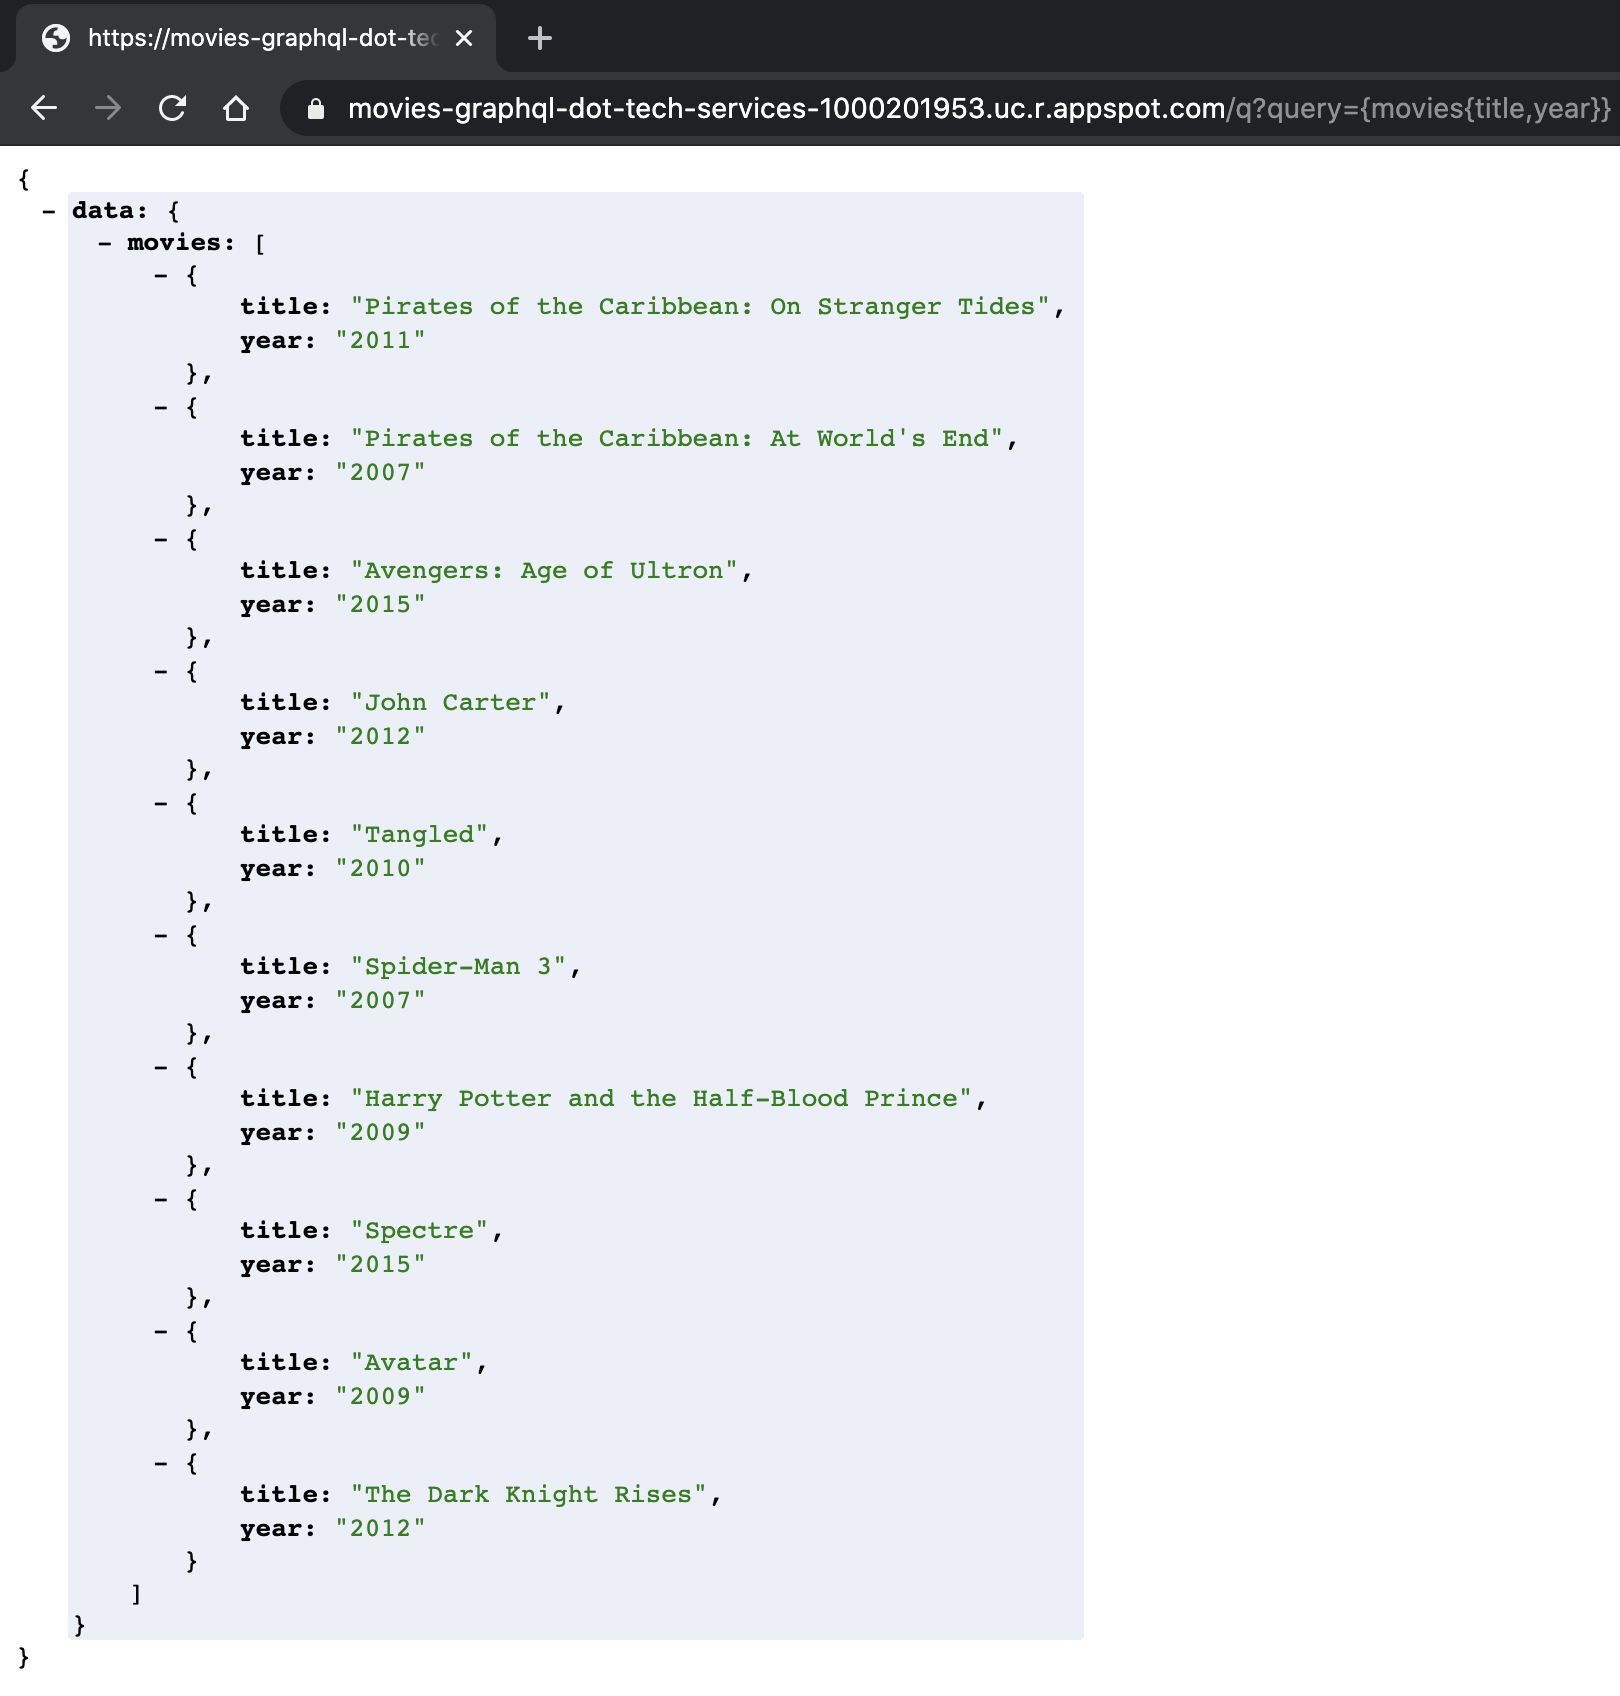 https://movies-graphql-dot-tec
movies-graphql-dot-tech-services-1000201953.uc.r.appspot.com/q?query={movies{title,year}}
{
- data: {
- movies: [
- {
title: "Pirates of the Caribbean: On Stranger Tides",
year: "2011"
},
- {
title: "Pirates of the Caribbean: At World's End",
year: "2007"
},
- {
title: "Avengers: Age of Ultron",
year: "2015"
},
- {
title: "John Carter",
year: "2012"
},
- {
title: "Tangled",
year: "2010"
},
- {
title: "Spider-Man 3",
year: "2007"
},
- {
title: "Harry Potter and the Half-Blood Prince",
year: "2009"
},
- {
title: "Spectre",
year: "2015"
},
- {
title: "Avatar",
year: "2009"
},
- {
title: "The Dark Knight Rises",
year: "2012"
}
]
}
}